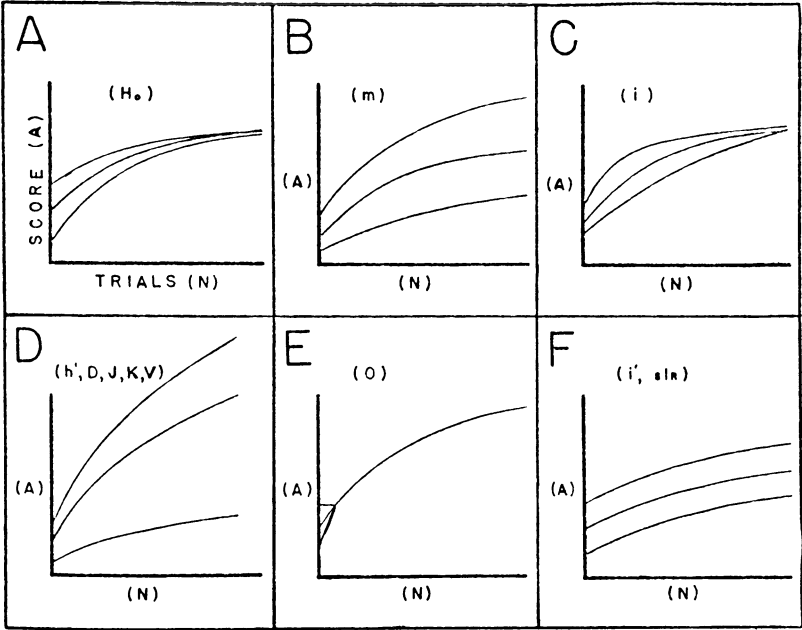 A
(H₀)
SCORE (A)
TRIALS (N)
B
(m)
(A)
(N)
C
(i)
(A)
(N)
D
(h', D, J, K, V)
(A)
(N)
E
(O)
(A)
(N)
F
(i', sIR)
(A)
(N)